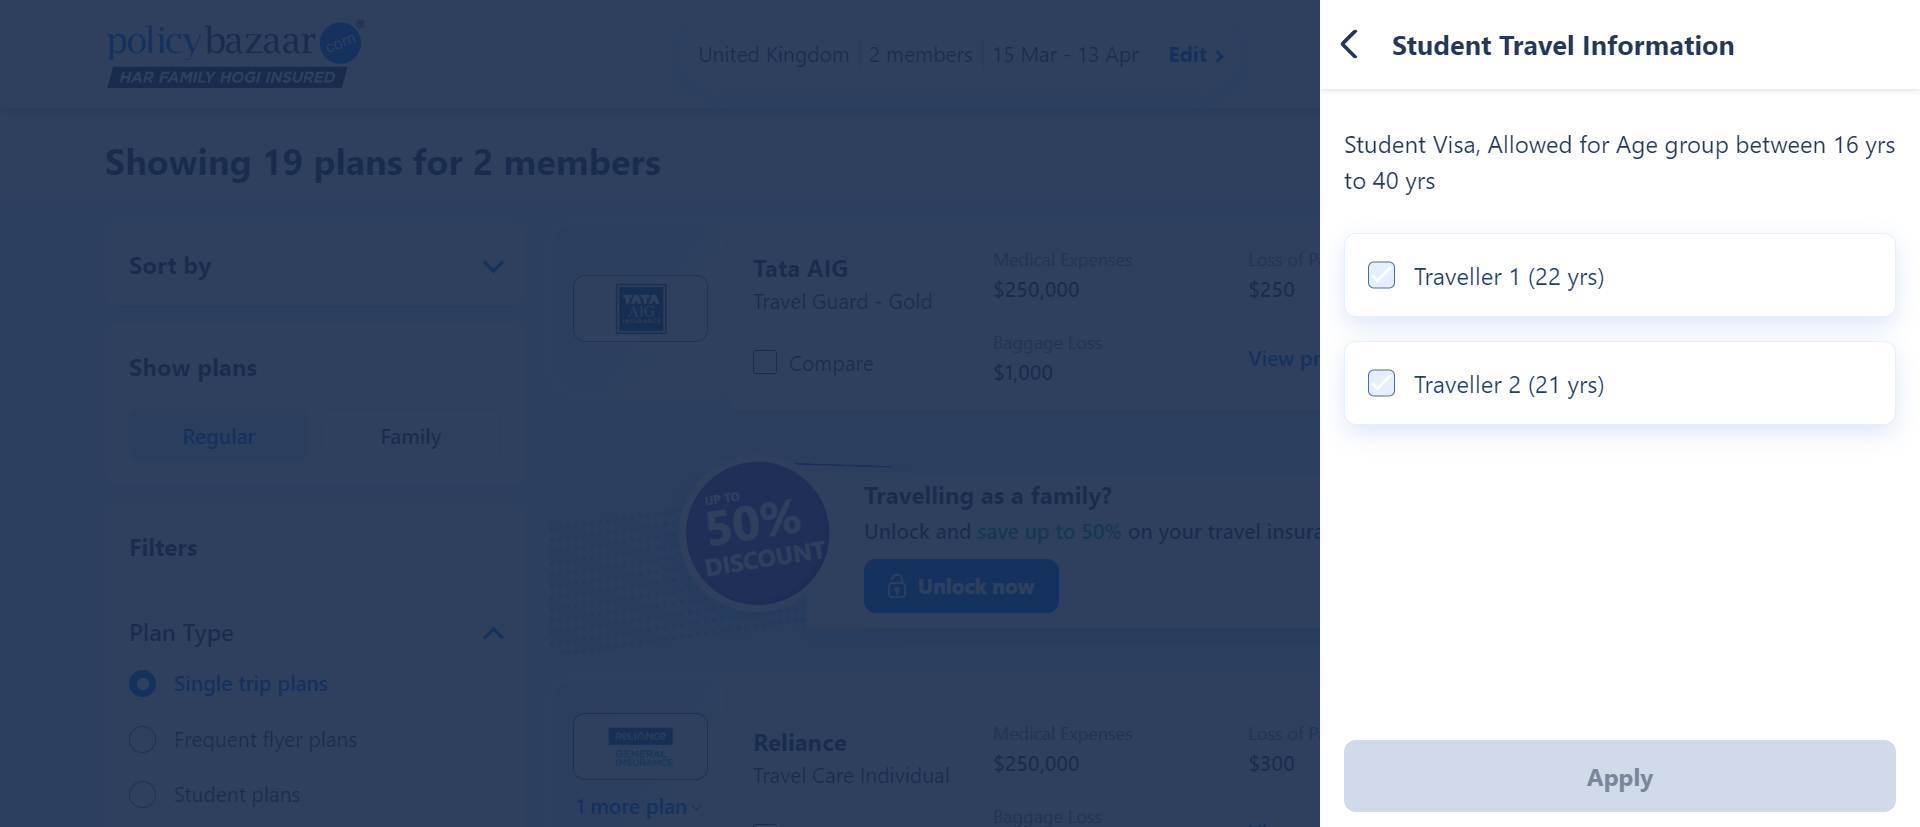 policybazaar.com®
HAR FAMILY HOGI INSURED
United Kingdom 2 members 15 Mar - 13 Apr Edit
Showing 19 plans for 2 members
Sort by
Show plans
Regular Family
Filters
Plan Type
Single trip plans
Frequent flyer plans
Student plans
TATA
AIG
INSURANCE
Tata AIG
Travel Guard - Gold
Compare
Medical Expenses
$250,000
Baggage Loss
$1,000
Loss of P
$250
View pr
UP TO
50%
DISCOUNT
Travelling as a family?
Unlock and save up to 50% on your travel insura
Unlock now
RELIANCE
GENERAL
INSURANCE
1 more plan
Reliance
Travel Care Individual
Medical Expenses
$250,000
Baggage Loss
Loss of P
$300
Student Travel Information
Student Visa, Allowed for Age group between 16 yrs
to 40 yrs
Traveller 1 (22 yrs)
Traveller 2 (21 yrs)
Apply